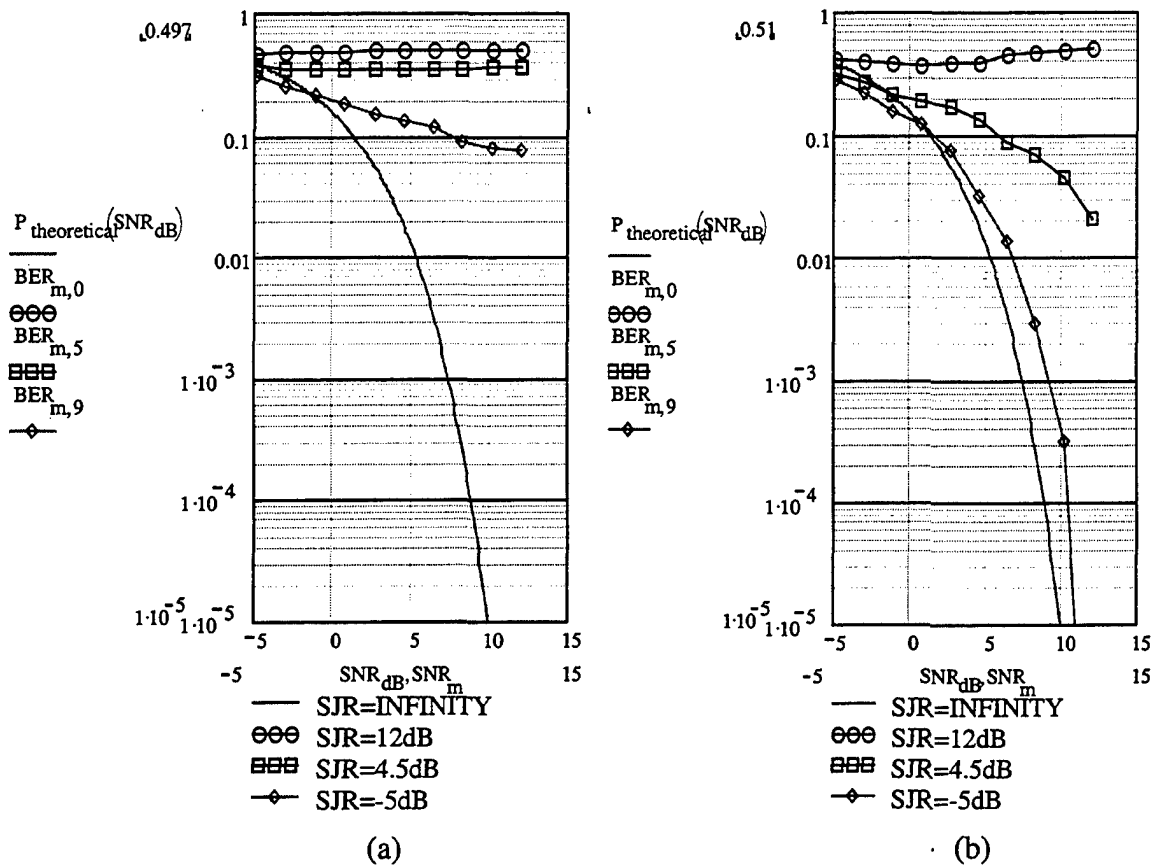 0.497
1
0.1
0.01
1·10^-3
1·10^-4
1·10^-5 1·10^-5
P theoretical(SNR dB)
BER m,0
BER m,5
BER m,9
-5 0 5 10 15
-5 15
SNR dB, SNR m
SJR=INFINITY
SJR=12dB
SJR=4.5dB
SJR=-5dB
(a)
0.51
1
0.1
0.01
1·10^-3
1·10^-4
1·10^-5 1·10^-5
P theoretical(SNR dB)
BER m,0
BER m,5
BER m,9
-5 0 5 10 15
-5 15
SNR dB, SNR m
SJR=INFINITY
SJR=12dB
SJR=4.5dB
SJR=-5dB
(b)